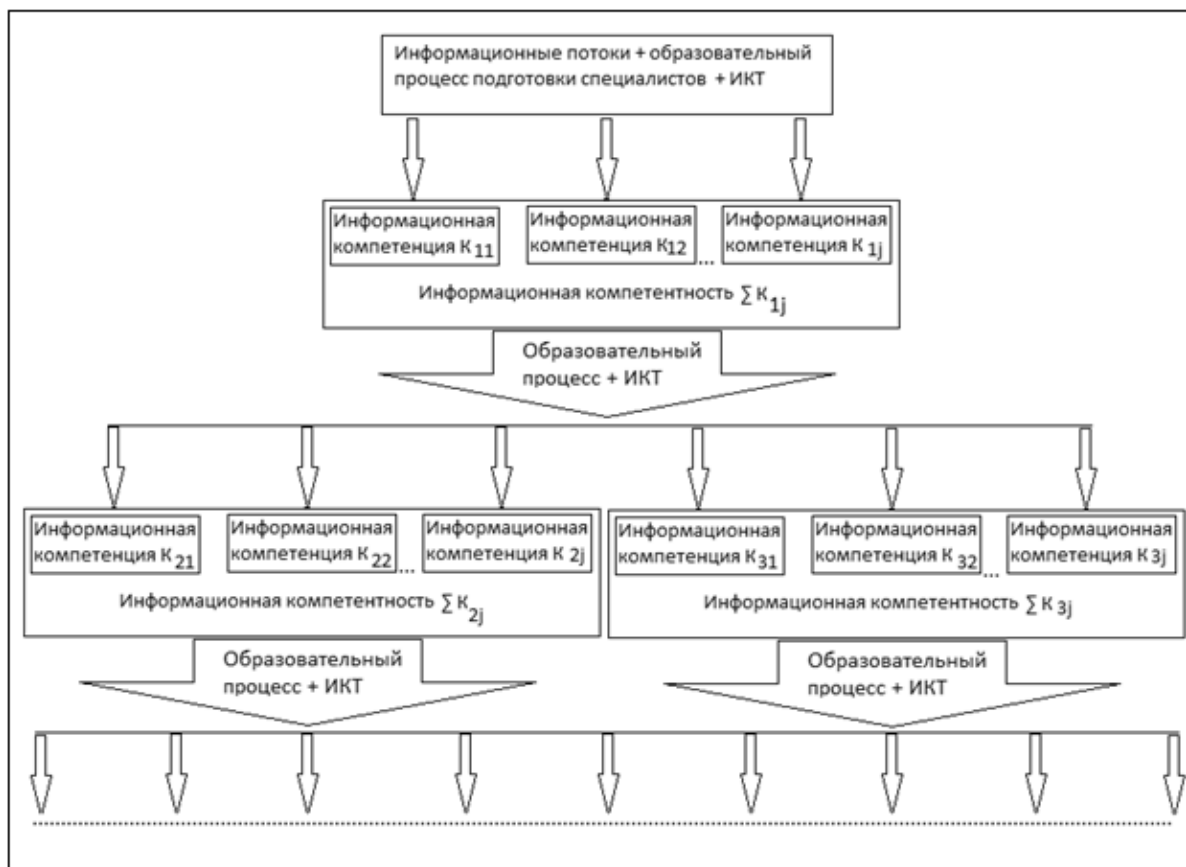 Информационные потоки + образовательный
процесс подготовки специалистов + ИКТ
Информационная
компетенция К 11
Информационная
компетенция К12
...
Информационная
компетенция К 1j
Информационная компетентность ∑ К 1j
Образовательный
процесс + ИКТ
Информационная
компетенция К 21
Информационная
компетенция К 22
...
Информационная
компетенция К 2j
Информационная компетентность ∑ К 2j
Информационная
компетенция К 31
Информационная
компетенция К 32
...
Информационная
компетенция К 3j
Информационная компетентность ∑ К 3j
Образовательный
процесс + ИКТ
Образовательный
процесс + ИКТ